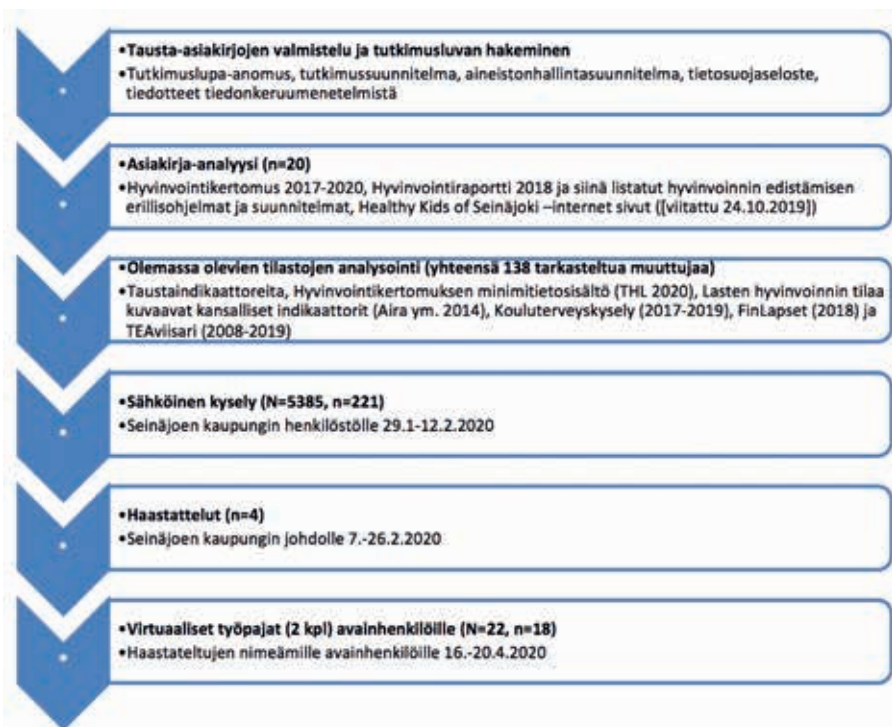 •Tausta-asiakirjojen valmistelu ja tutkimusluvan hakeminen
•Tutkimuslupa-anomus, tutkimussuunnitelma, aineistonhallintasuunnitelma, tietosuojaseloste,
tiedotteet tiedonkeruumenetelmistä
•Asiakirja-analyysi (n=20)
•Hyvinvointikertomus 2017-2020, Hyvinvointiraportti 2018 ja siinä listatut hyvinvoinnin edistämisen
erillisohjelmat ja suunnitelmat, Healthy Kids of Seinäjoki –internet sivut ([viitattu 24.10.2019])
•Olemassa olevien tilastojen analysointi (yhteensä 138 tarkasteltua muuttujaa)
•Taustaindikaattoreita, Hyvinvointikertomuksen minimitietosisältö (THL 2020), Lasten hyvinvoinnin tilaa
kuvaavat kansalliset indikaattorit (Aira ym. 2014), Kouluterveyskysely (2017-2019), FinLapset (2018) ja
TEAviisari (2008-2019)
•Sähköinen kysely (N=5385, n=221)
•Seinäjoen kaupungin henkilöstölle 29.1-12.2.2020
•Haastattelut (n=4)
•Seinäjoen kaupungin johdolle 7.-26.2.2020
•Virtuaaliset työpajat (2 kpl) avainhenkilöille (N=22, n=18)
•Haastateltujen nimeämille avainhenkilöille 16.-20.4.2020